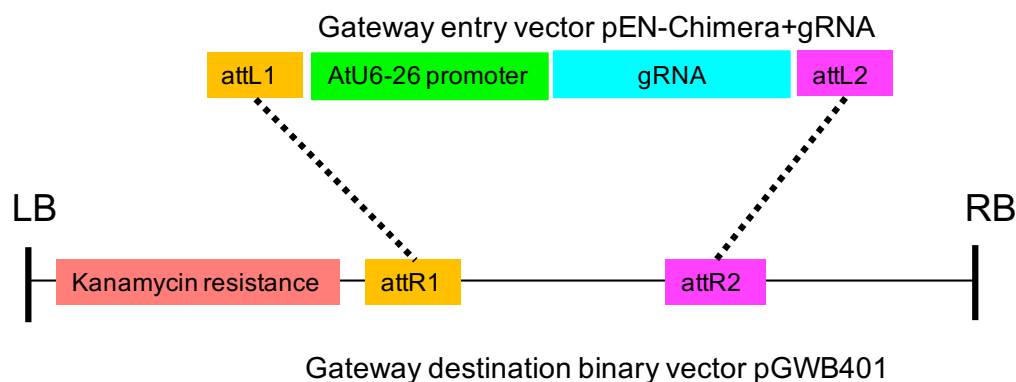 Gateway entry vector pEN-Chimera+gRNA
attL1 AtU6-26 promoter gRNA attL2
LB RB
Kanamycin resistance attR1 attR2
Gateway destination binary vector pGWB401